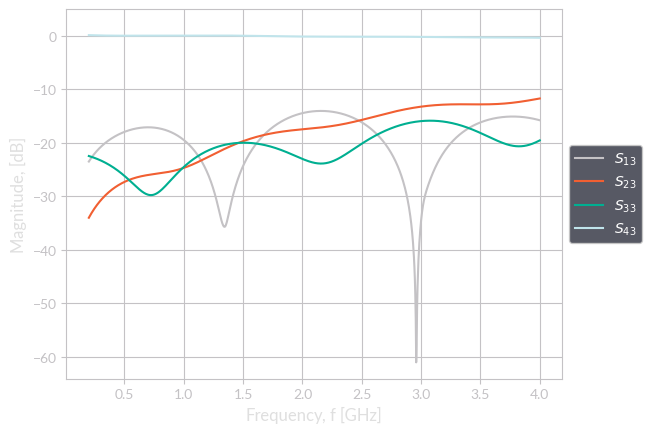 0
−10
−20
−30
−40
−50
−60
Magnitude, [dB]
0.5 1.0 1.5 2.0 2.5 3.0 3.5 4.0
Frequency, f [GHz]
S13
S23
S33
S43